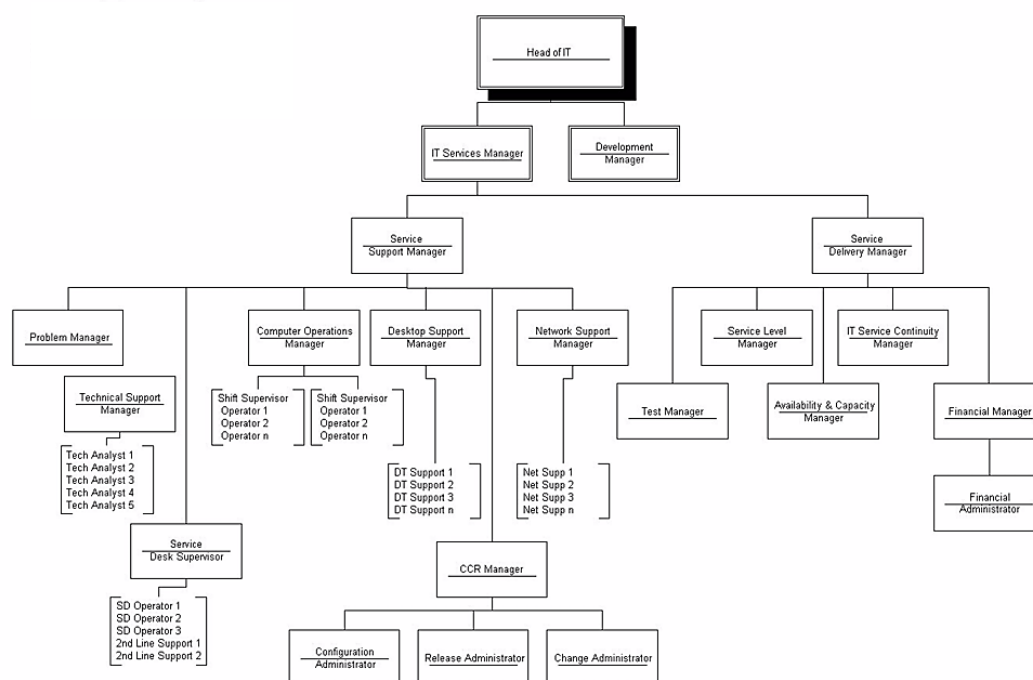 Head of IT
IT Services Manager
Development
Manager
Service
Support Manager
Service
Delivery Manager
Problem Manager
Computer Operations
Manager
Desktop Support
Manager
Network Support
Manager
Service Level
Manager
IT Service Continuity
Manager
Technical Support
Manager
Shift Supervisor
Operator 1
Operator 2
Operator n
Shift Supervisor
Operator 1
Operator 2
Operator n
Test Manager
Availability & Capacity
Manager
Financial Manager
Tech Analyst 1
Tech Analyst 2
Tech Analyst 3
Tech Analyst 4
Tech Analyst 5
DT Support 1
DT Support 2
DT Support 3
DT Support n
Net Supp 1
Net Supp 2
Net Supp 3
Net Supp n
Financial
Administrator
Service
Desk Supervisor
CCR Manager
SD Operator 1
SD Operator 2
SD Operator 3
2nd Line Support 1
2nd Line Support 2
Configuration
Administrator
Release Administrator
Change Administrator